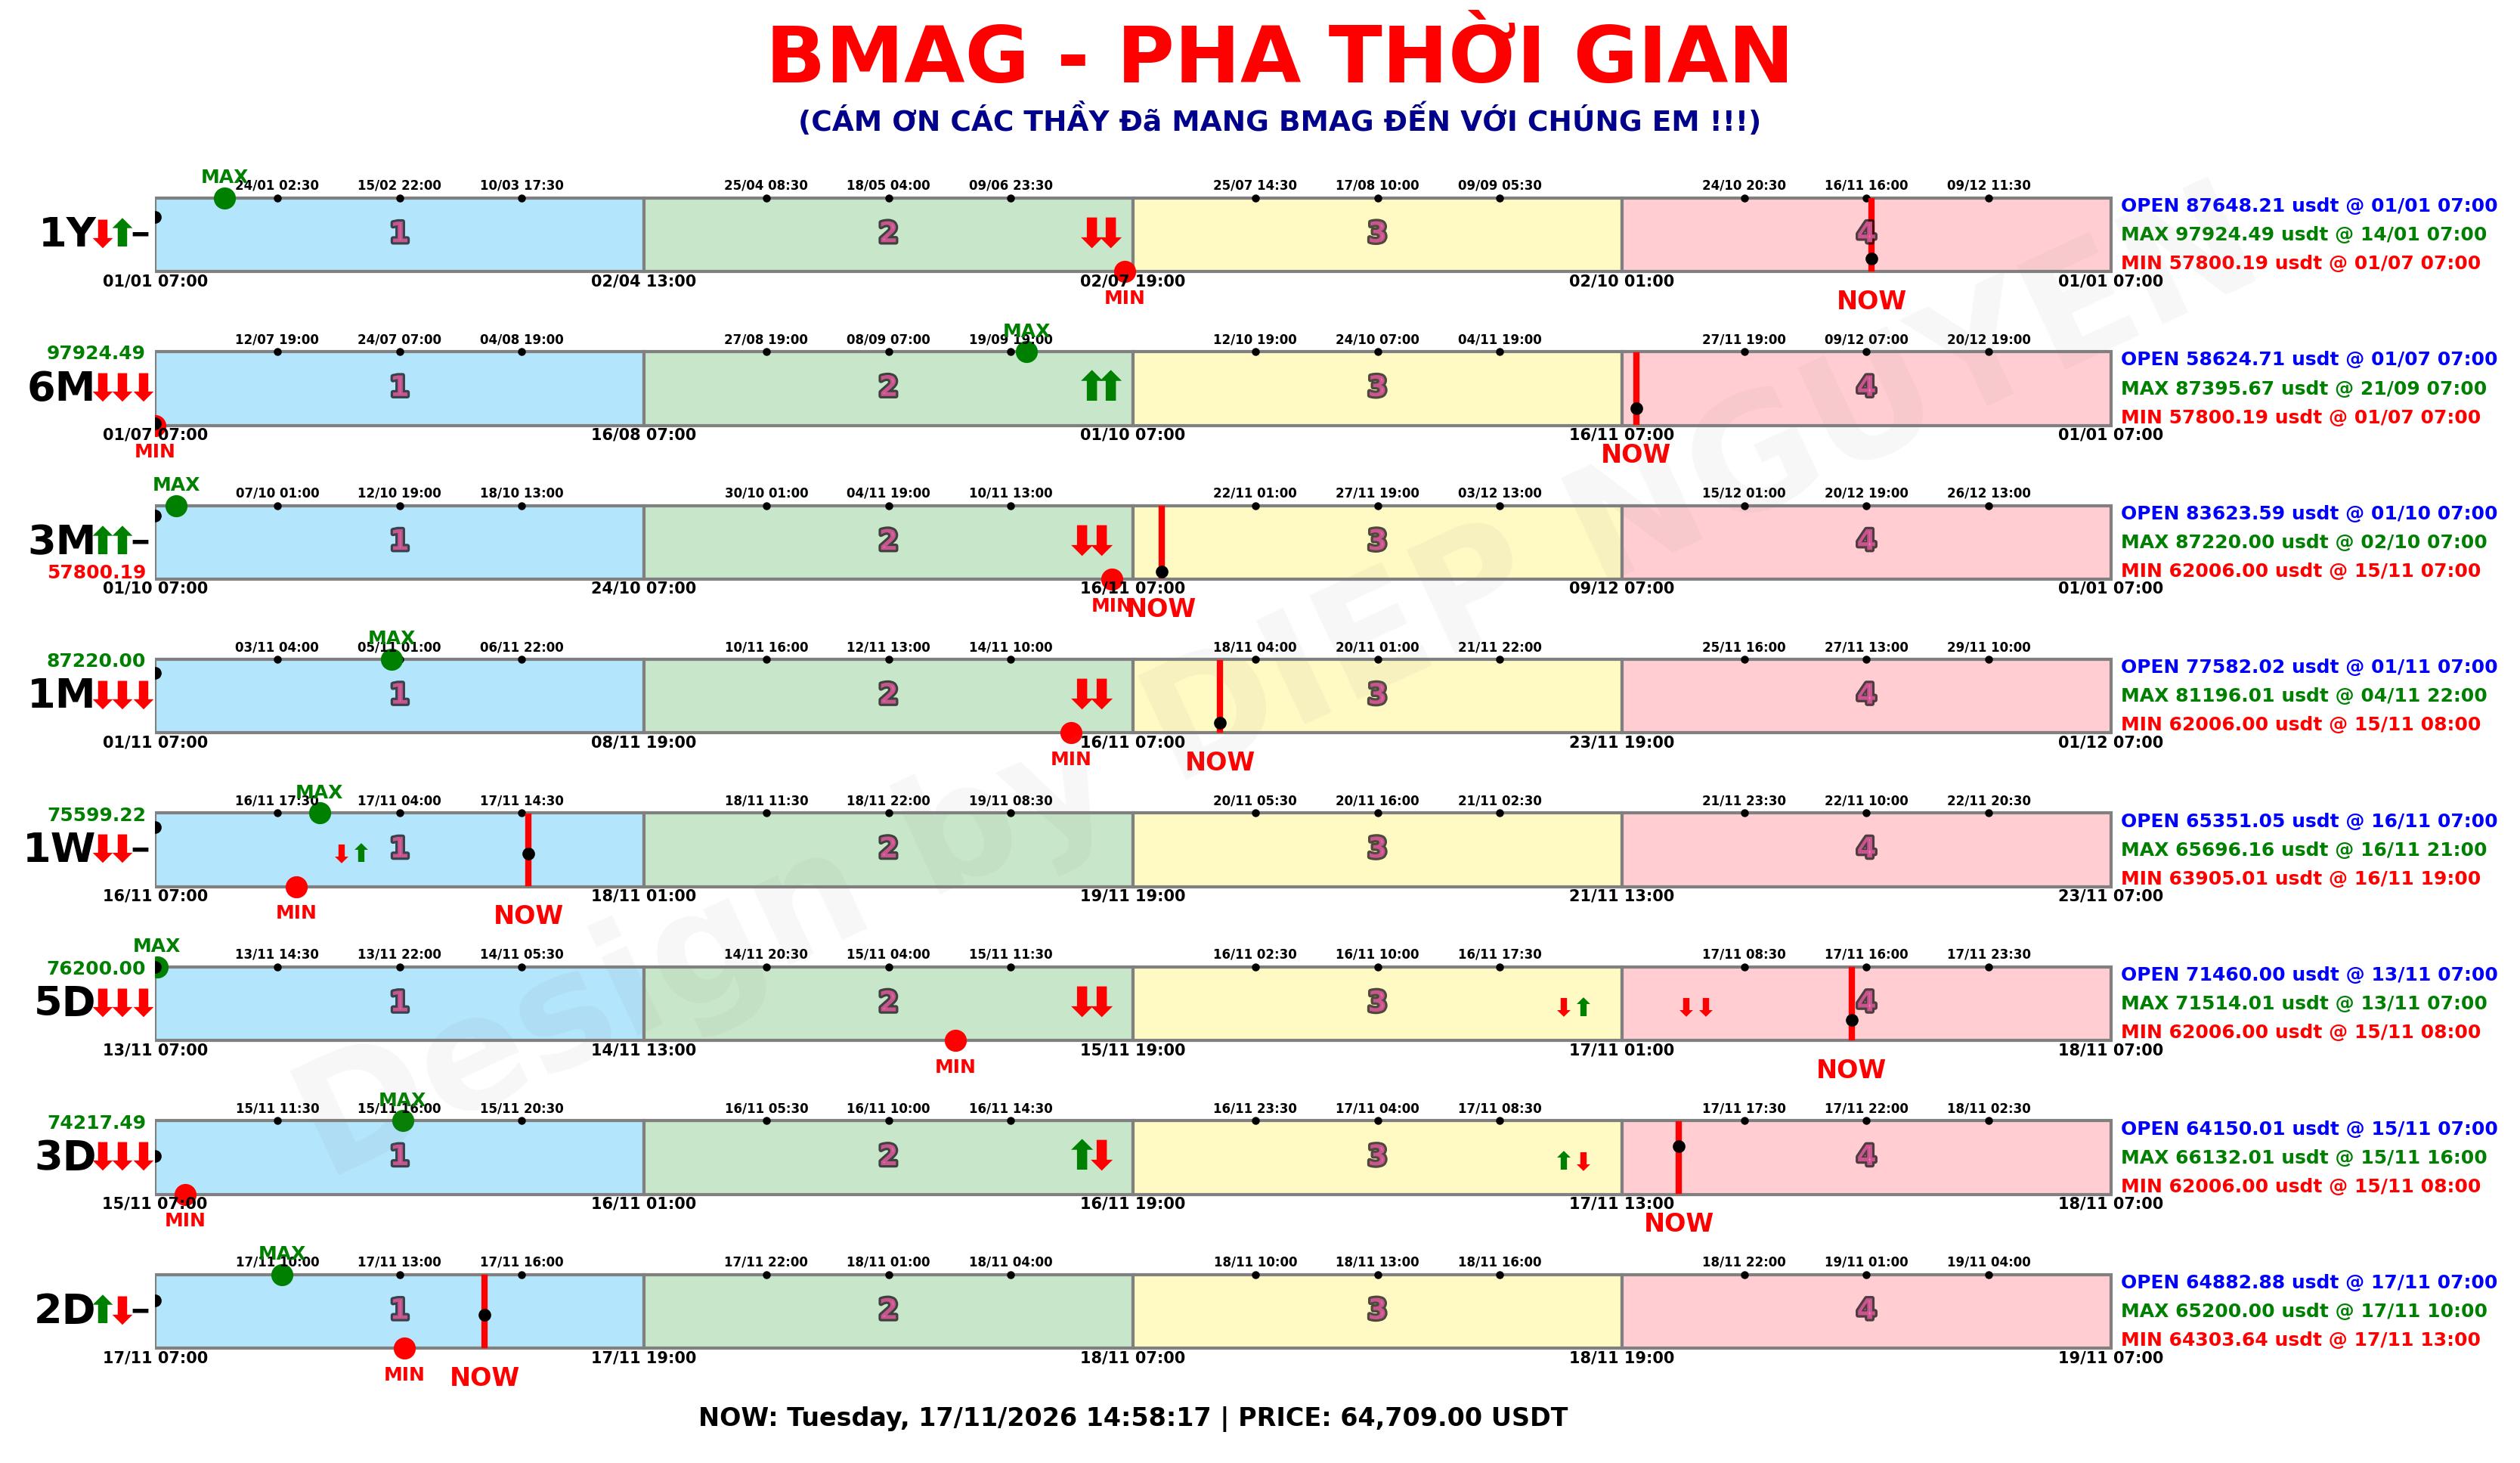 BMAG - PHA THỜI GIAN
(CÁM ƠN CÁC THẦY Đã MANG BMAG ĐẾN VỚI CHÚNG EM !!!)
MAX
24/01 02:30 15/02 22:00 10/03 17:30 25/04 08:30 18/05 04:00 09/06 23:30 25/07 14:30 17/08 10:00 09/09 05:30 24/10 20:30 16/11 16:00 09/12 11:30
OPEN 87648.21 usdt @ 01/01 07:00
1Y⬇⬆– 1 2 ⬇⬇ 3 4 MAX 97924.49 usdt @ 14/01 07:00
MIN 57800.19 usdt @ 01/07 07:00
01/01 07:00 02/04 13:00 02/07 19:00 02/10 01:00 01/01 07:00
MIN NOW
MAX
12/07 19:00 24/07 07:00 04/08 19:00 27/08 19:00 08/09 07:00 19/09 19:00 12/10 19:00 24/10 07:00 04/11 19:00 27/11 19:00 09/12 07:00 20/12 19:00
97924.49 OPEN 58624.71 usdt @ 01/07 07:00
6M⬇⬇⬇ 1 2 ⬆⬆ 3 4 MAX 87395.67 usdt @ 21/09 07:00
MIN 57800.19 usdt @ 01/07 07:00
01/07 07:00 16/08 07:00 01/10 07:00 16/11 07:00 01/01 07:00
MIN NOW
MAX
07/10 01:00 12/10 19:00 18/10 13:00 30/10 01:00 04/11 19:00 10/11 13:00 22/11 01:00 27/11 19:00 03/12 13:00 15/12 01:00 20/12 19:00 26/12 13:00
OPEN 83623.59 usdt @ 01/10 07:00
3M⬆⬆– 1 2 ⬇⬇ 3 4 MAX 87220.00 usdt @ 02/10 07:00
57800.19 MIN 62006.00 usdt @ 15/11 07:00
01/10 07:00 24/10 07:00 16/11 07:00 09/12 07:00 01/01 07:00
MIN NOW
MAX
03/11 04:00 05/11 01:00 06/11 22:00 10/11 16:00 12/11 13:00 14/11 10:00 18/11 04:00 20/11 01:00 21/11 22:00 25/11 16:00 27/11 13:00 29/11 10:00
87220.00 OPEN 77582.02 usdt @ 01/11 07:00
1M⬇⬇⬇ 1 2 ⬇⬇ 3 4 MAX 81196.01 usdt @ 04/11 22:00
MIN 62006.00 usdt @ 15/11 08:00
01/11 07:00 08/11 19:00 16/11 07:00 23/11 19:00 01/12 07:00
MIN NOW
MAX
16/11 17:30 17/11 04:00 17/11 14:30 18/11 11:30 18/11 22:00 19/11 08:30 20/11 05:30 20/11 16:00 21/11 02:30 21/11 23:30 22/11 10:00 22/11 20:30
75599.22 OPEN 65351.05 usdt @ 16/11 07:00
1W⬇⬇– ⬇⬆ 1 2 3 4 MAX 65696.16 usdt @ 16/11 21:00
MIN 63905.01 usdt @ 16/11 19:00
16/11 07:00 18/11 01:00 19/11 19:00 21/11 13:00 23/11 07:00
MIN NOW
MAX
13/11 14:30 13/11 22:00 14/11 05:30 14/11 20:30 15/11 04:00 15/11 11:30 16/11 02:30 16/11 10:00 16/11 17:30 17/11 08:30 17/11 16:00 17/11 23:30
76200.00 OPEN 71460.00 usdt @ 13/11 07:00
5D⬇⬇⬇ 1 2 ⬇⬇ 3 ⬇⬆ ⬇⬇ 4 MAX 71514.01 usdt @ 13/11 07:00
MIN 62006.00 usdt @ 15/11 08:00
13/11 07:00 14/11 13:00 15/11 19:00 17/11 01:00 18/11 07:00
MIN NOW
MAX
15/11 11:30 15/11 16:00 15/11 20:30 16/11 05:30 16/11 10:00 16/11 14:30 16/11 23:30 17/11 04:00 17/11 08:30 17/11 17:30 17/11 22:00 18/11 02:30
74217.49 OPEN 64150.01 usdt @ 15/11 07:00
3D⬇⬇⬇ 1 2 ⬆⬇ 3 ⬆⬇ 4 MAX 66132.01 usdt @ 15/11 16:00
MIN 62006.00 usdt @ 15/11 08:00
15/11 07:00 16/11 01:00 16/11 19:00 17/11 13:00 18/11 07:00
MIN NOW
MAX
17/11 10:00 17/11 13:00 17/11 16:00 17/11 22:00 18/11 01:00 18/11 04:00 18/11 10:00 18/11 13:00 18/11 16:00 18/11 22:00 19/11 01:00 19/11 04:00
OPEN 64882.88 usdt @ 17/11 07:00
2D⬆⬇– 1 2 3 4 MAX 65200.00 usdt @ 17/11 10:00
MIN 64303.64 usdt @ 17/11 13:00
17/11 07:00 17/11 19:00 18/11 07:00 18/11 19:00 19/11 07:00
MIN NOW
NOW: Tuesday, 17/11/2026 14:58:17 | PRICE: 64,709.00 USDT
Design by DIEP NGUYEN